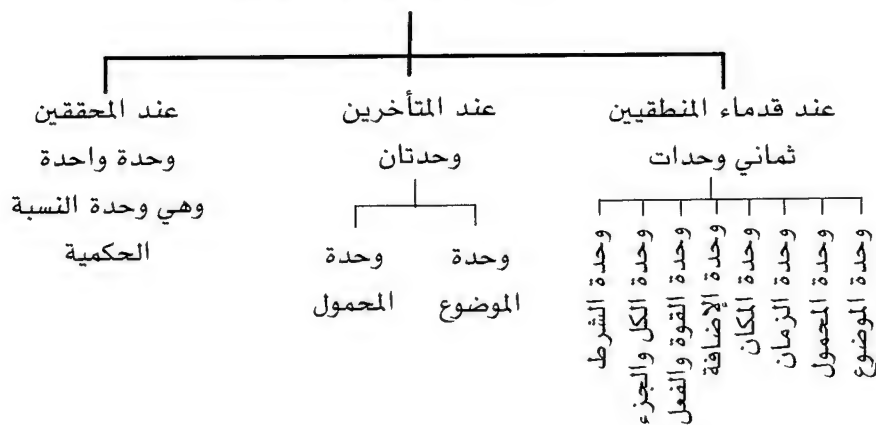 عند قدماء المنطقيين
ثماني وحدات
وحدة الموضوع
وحدة المحمول
وحدة الزمان
وحدة المكان
وحدة الإضافة
وحدة القوة والفعل
وحدة الكل والجزء
وحدة الشرط
عند المتأخرين
وحدتان
وحدة
الموضوع
وحدة
المحمول
عند المحققين
وحدة واحدة
وهي وحدة النسبة
الحكمية